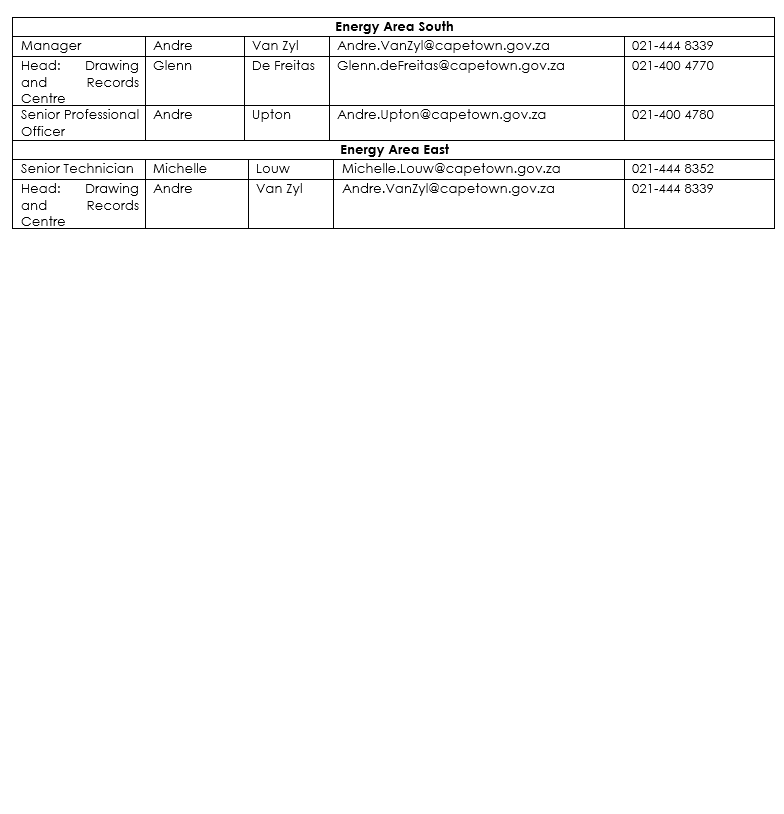 Energy Area South
Manager Andre Van Zyl Andre.VanZyl@capetown.gov.za 021-444 8339
Head: Drawing Glenn De Freitas Glenn.deFreitas@capetown.gov.za 021-400 4770
and Records
Centre
Senior Professional Andre Upton Andre.Upton@capetown.gov.za 021-400 4780
Officer
Energy Area East
Senior Technician Michelle Louw Michelle.Louw@capetown.gov.za 021-444 8352
Head: Drawing Andre Van Zyl Andre.VanZyl@capetown.gov.za 021-444 8339
and Records
Centre